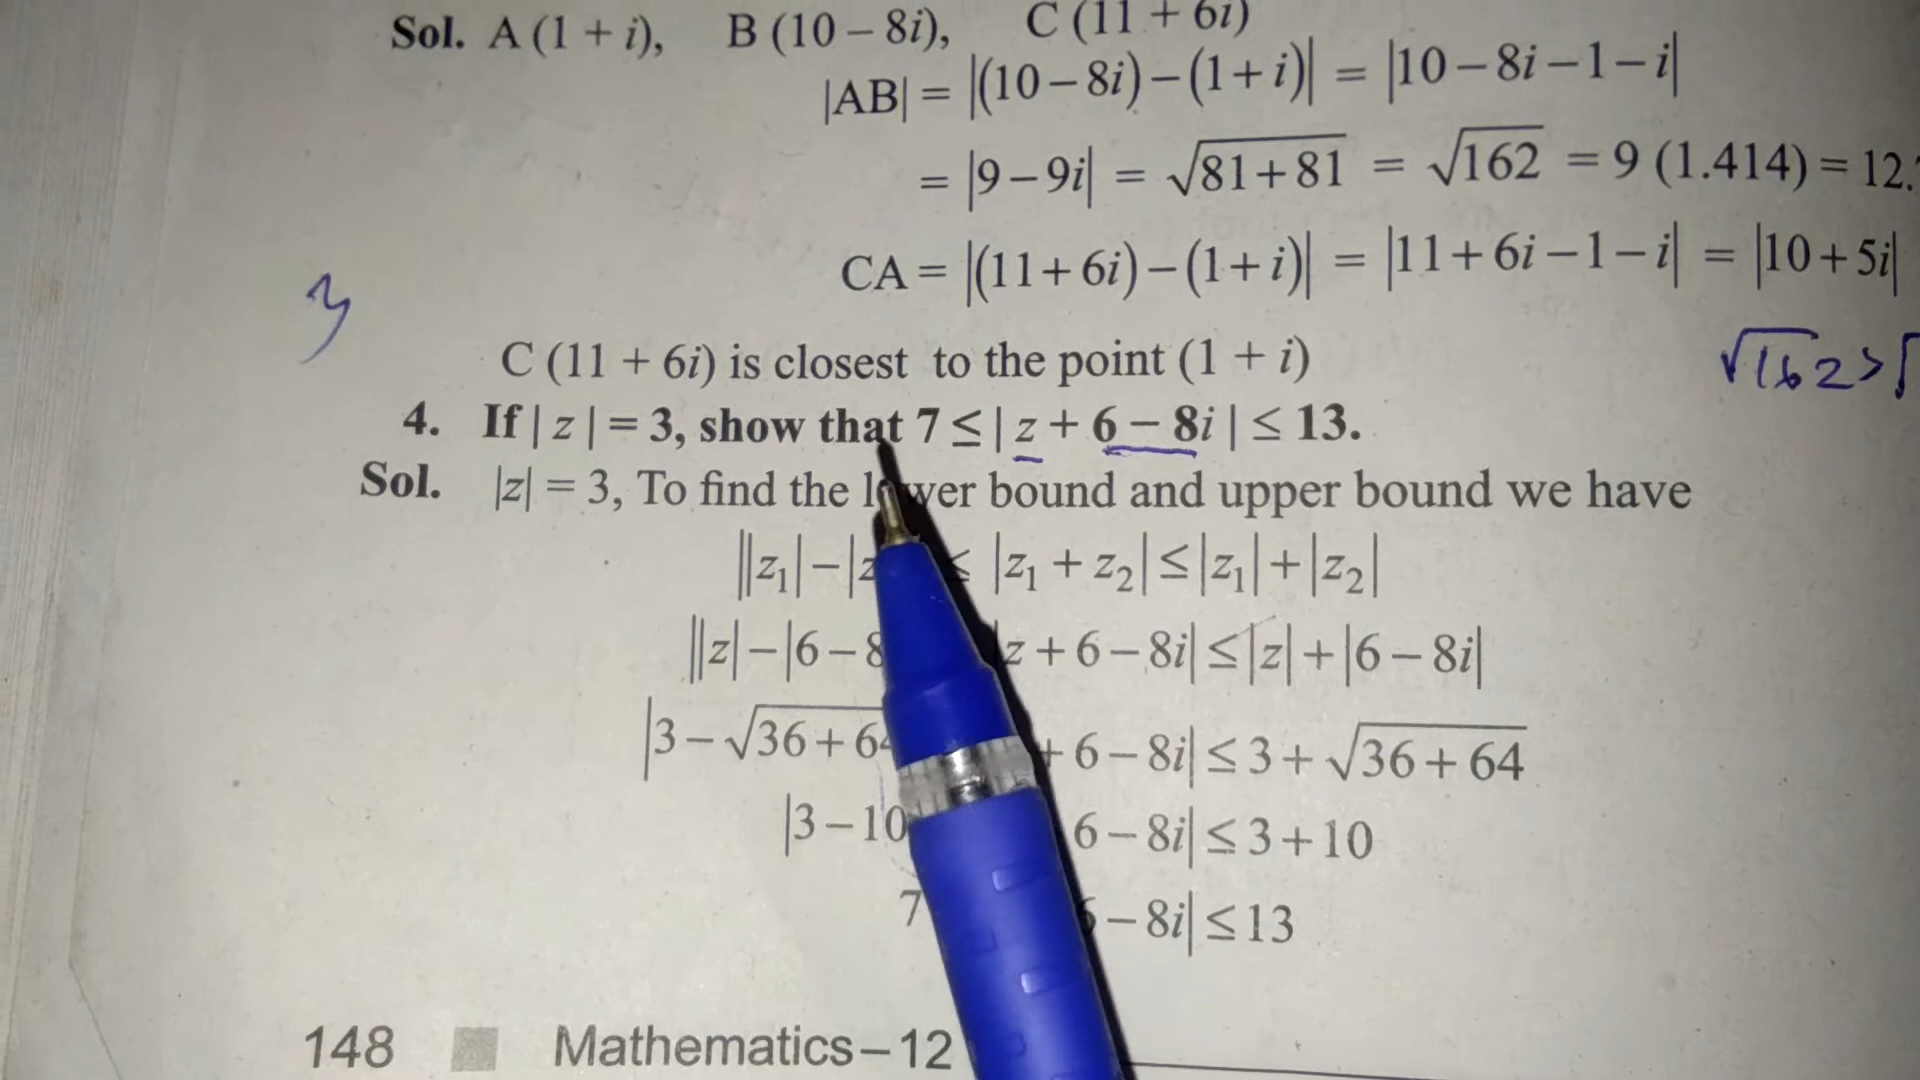 Sol. A (1 + i), B (10 – 8i), C (11 + 6i)
|AB| = |(10 – 8i) – (1 + i)| = |10 – 8i – 1 – i|
= |9 – 9i| = √81 + 81 = √162 = 9 (1.414) = 12.
CA = |(11 + 6i) – (1 + i)| = |11 + 6i – 1 – i| = |10 + 5i|
3
C (11 + 6i) is closest to the point (1 + i)
√162 > √
4. If | z | = 3, show that 7 ≤ | z + 6 – 8i | ≤ 13.
Sol. |z| = 3, To find the lower bound and upper bound we have
||z₁| – |z ≤ |z₁ + z₂| ≤ |z₁| + |z₂|
||z| – |6 – 8 |z + 6 – 8i| ≤ |z| + |6 – 8i|
|3 – √36 + 64 + 6 – 8i| ≤ 3 + √36 + 64
|3 – 10 6 – 8i| ≤ 3 + 10
7 6 – 8i| ≤ 13
148 Mathematics – 12